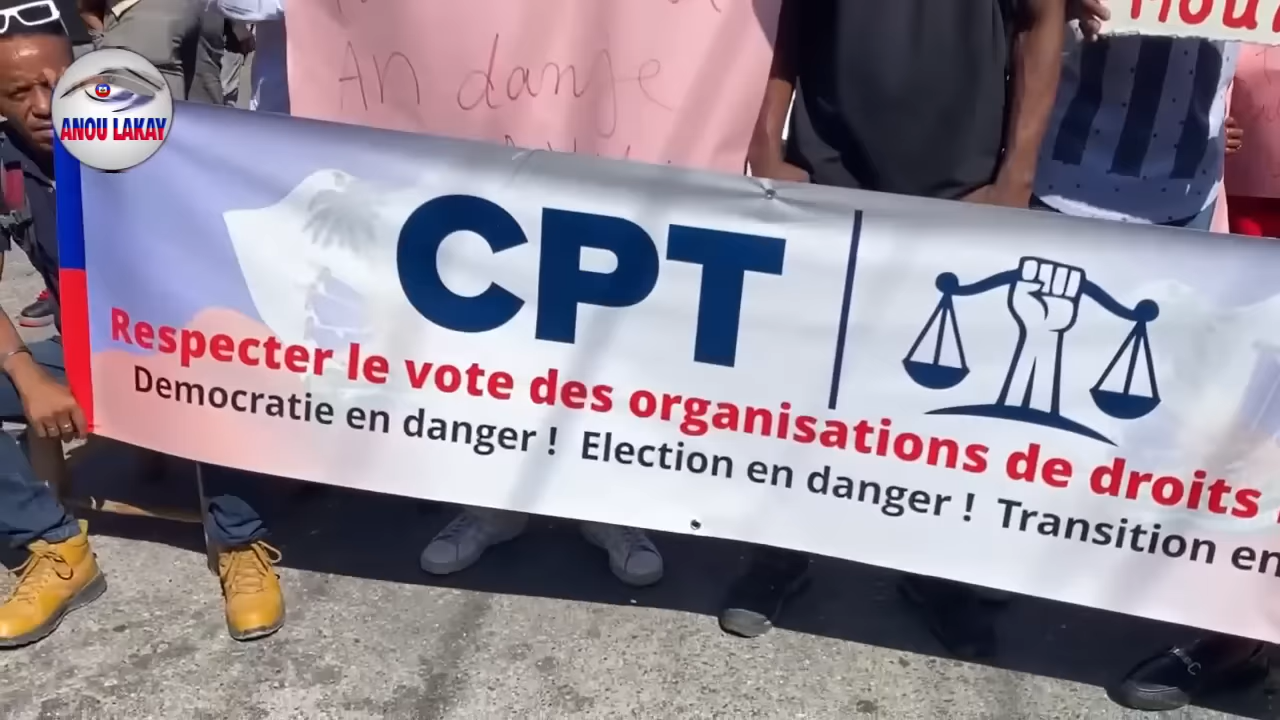 ANOU LAKAY
An danje
CPT
Respecter le vote des organisations de droits
Democratie en danger ! Election en danger ! Transition en